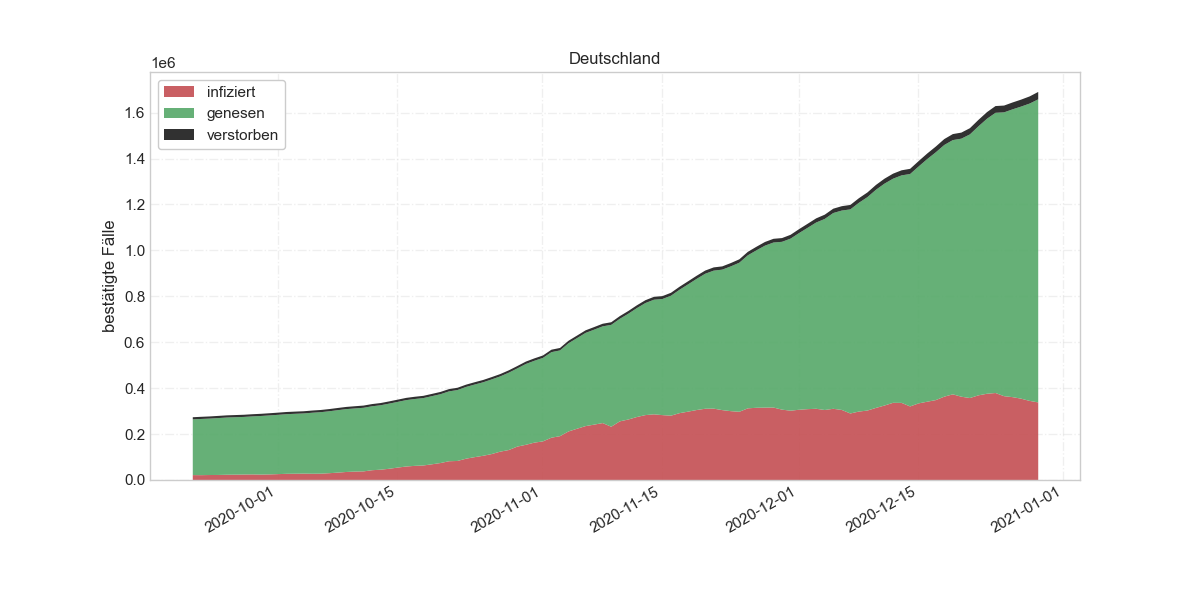 Deutschland
1e6
infiziert
genesen
verstorben
bestätigte Fälle
1.6
1.4
1.2
1.0
0.8
0.6
0.4
0.2
0.0
2020-10-01
2020-10-15
2020-11-01
2020-11-15
2020-12-01
2020-12-15
2021-01-01